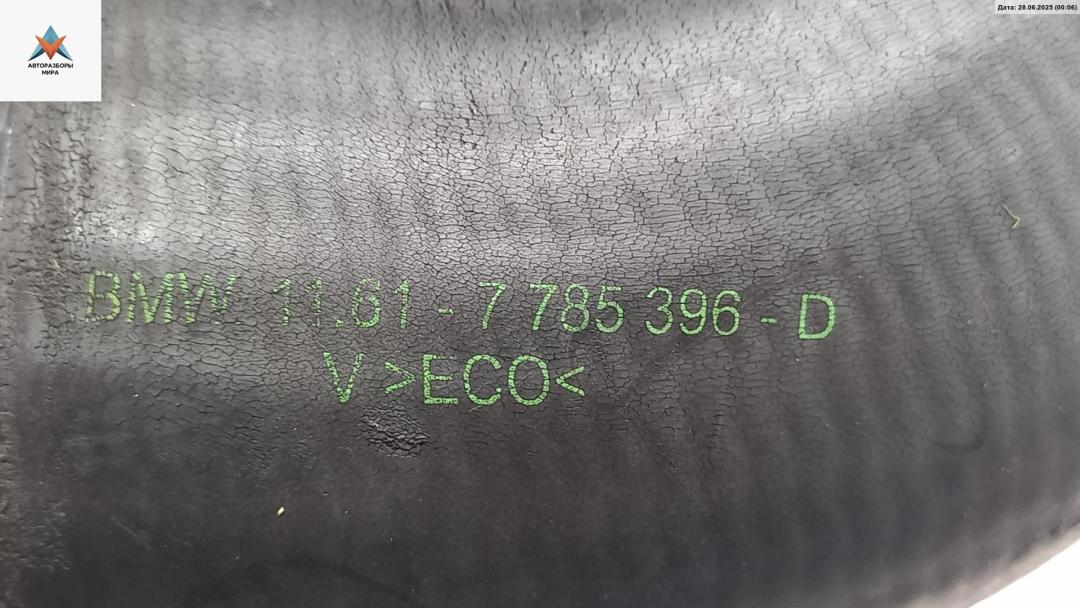 АВТОРАЗБОРЫ
МИРА
Дата: 28.06.2025 (00:06)
BMW 11.61 - 7 785 396 - D
V >ECO<